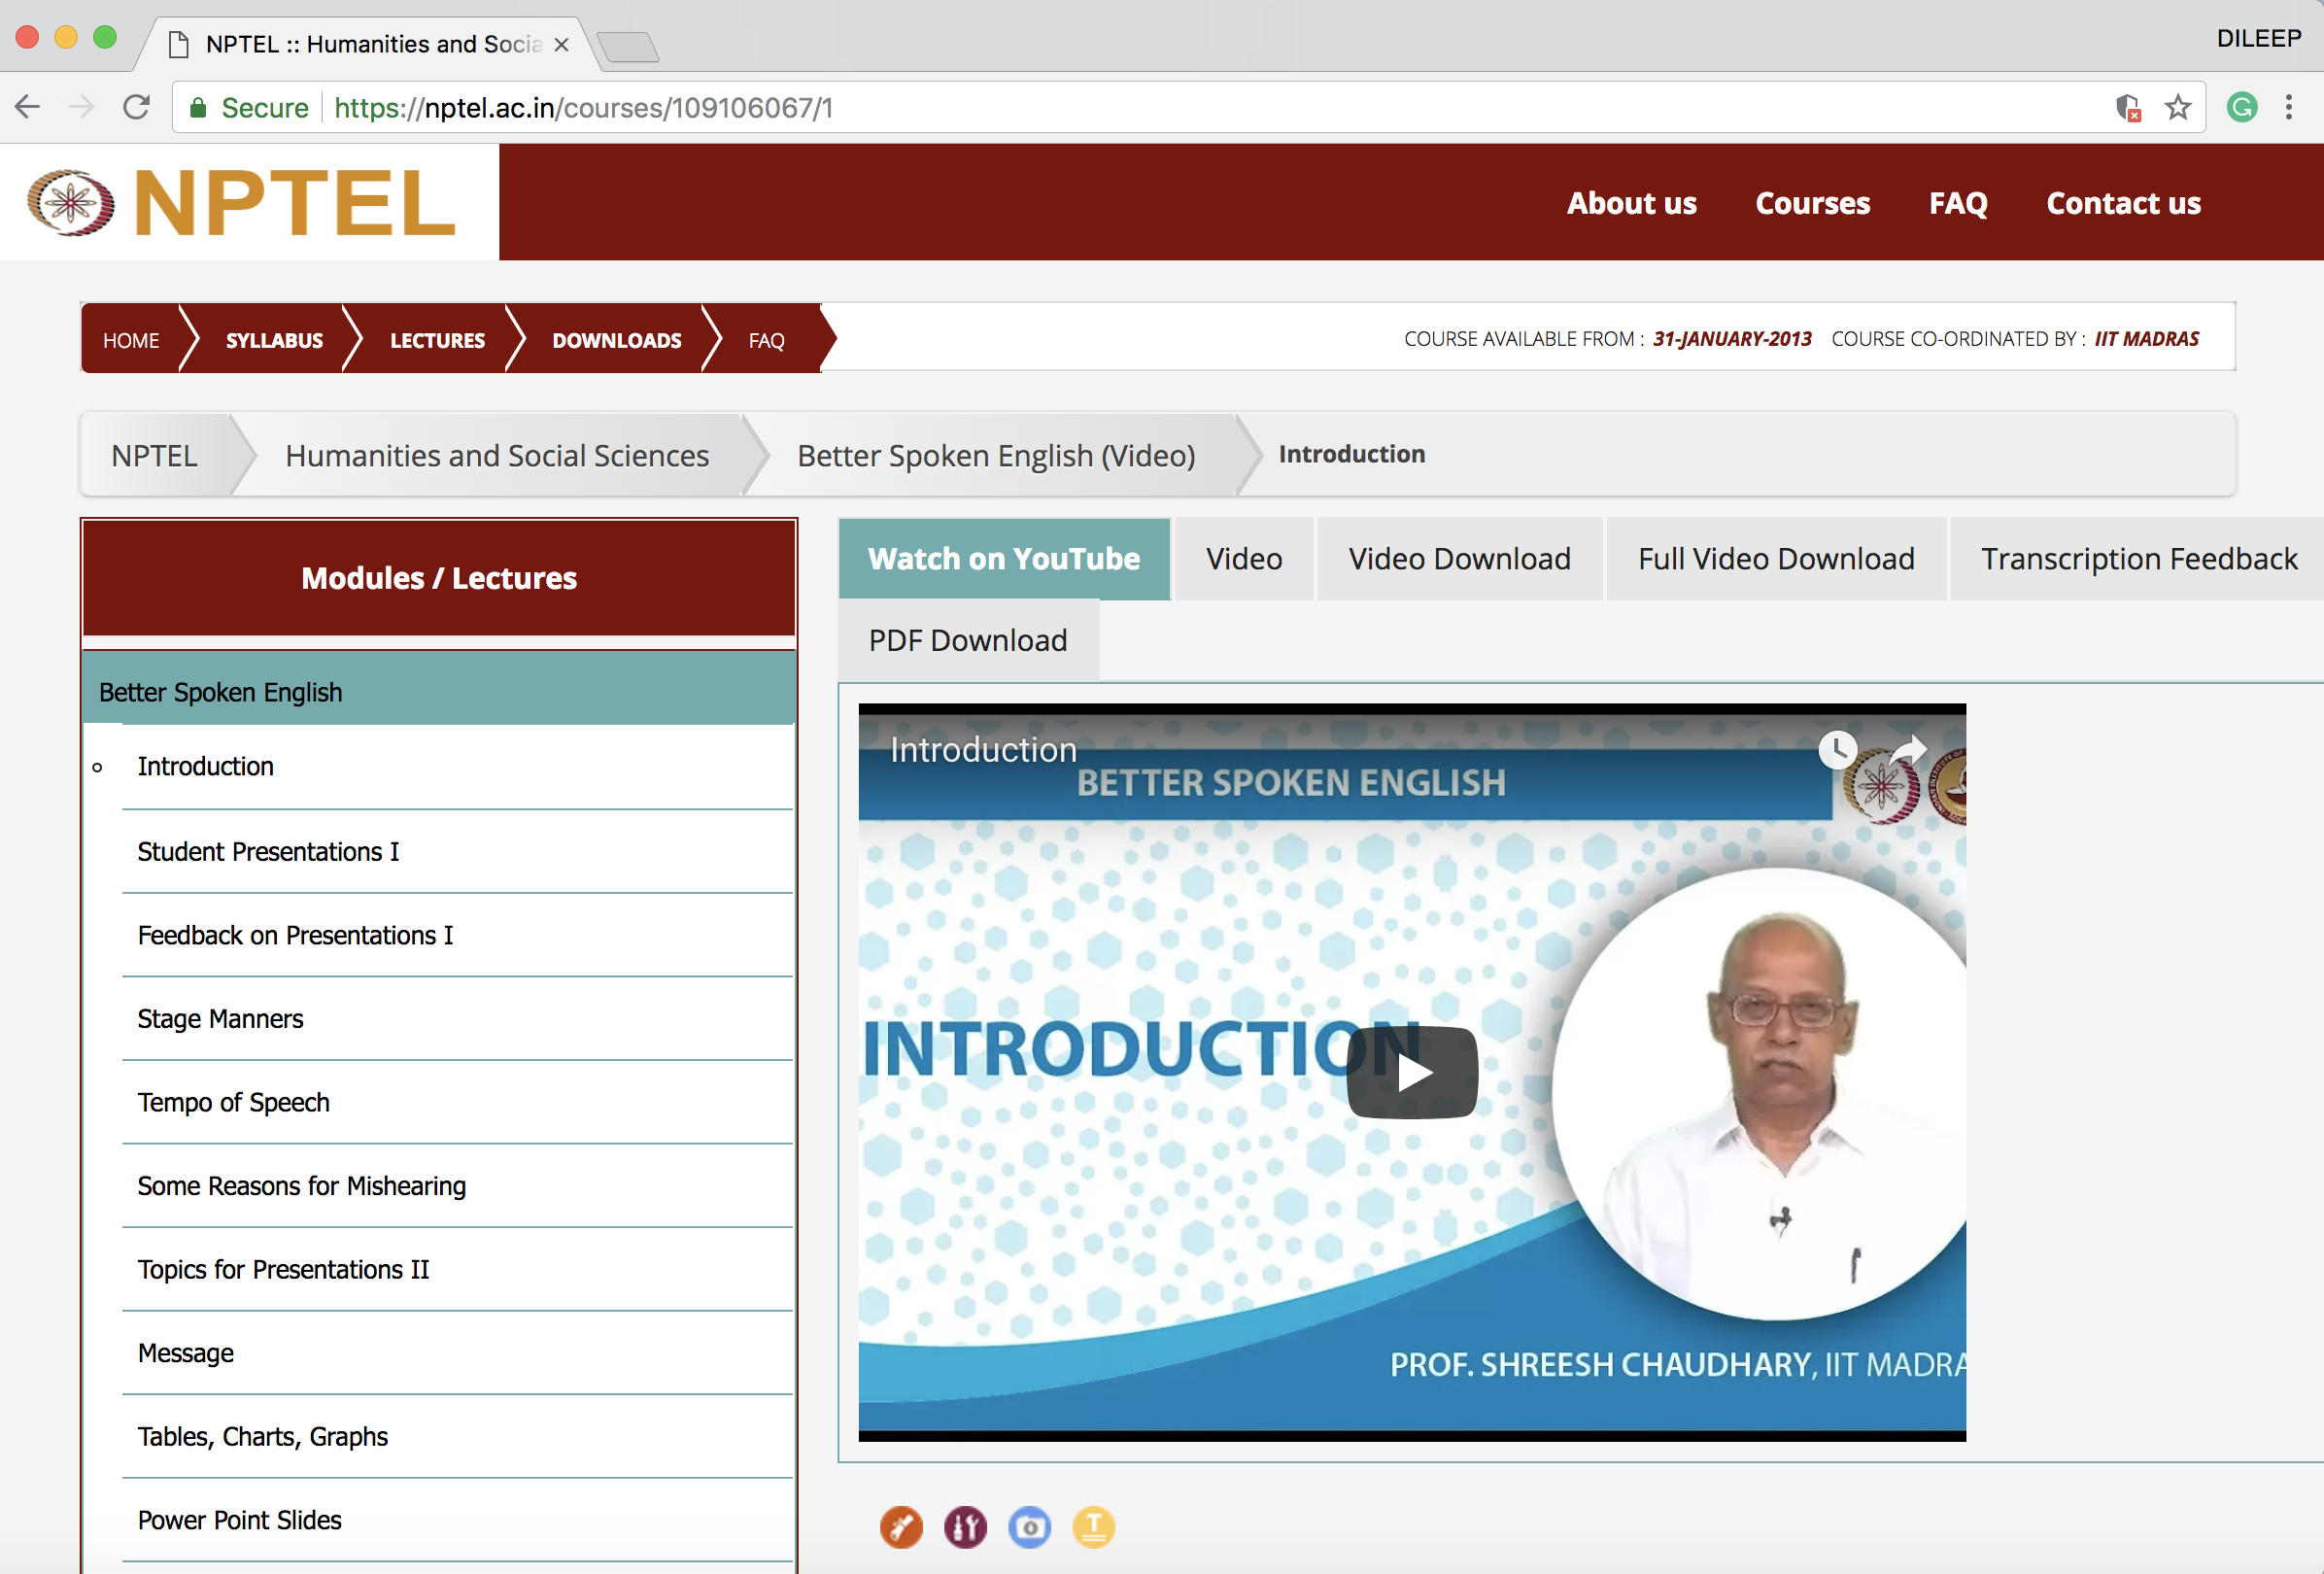 NPTEL :: Humanities and Socia
DILEEP
Secure https://nptel.ac.in/courses/109106067/1
NPTEL
About us Courses FAQ Contact us
HOME SYLLABUS LECTURES DOWNLOADS FAQ
COURSE AVAILABLE FROM : 31-JANUARY-2013 COURSE CO-ORDINATED BY : IIT MADRAS
NPTEL Humanities and Social Sciences Better Spoken English (Video) Introduction
Modules / Lectures
Better Spoken English
Introduction
Student Presentations I
Feedback on Presentations I
Stage Manners
Tempo of Speech
Some Reasons for Mishearing
Topics for Presentations II
Message
Tables, Charts, Graphs
Power Point Slides
Watch on YouTube Video Video Download Full Video Download Transcription Feedback
PDF Download
Introduction
BETTER SPOKEN ENGLISH
INTRODUCTION
PROF. SHREESH CHAUDHARY, IIT MADRA